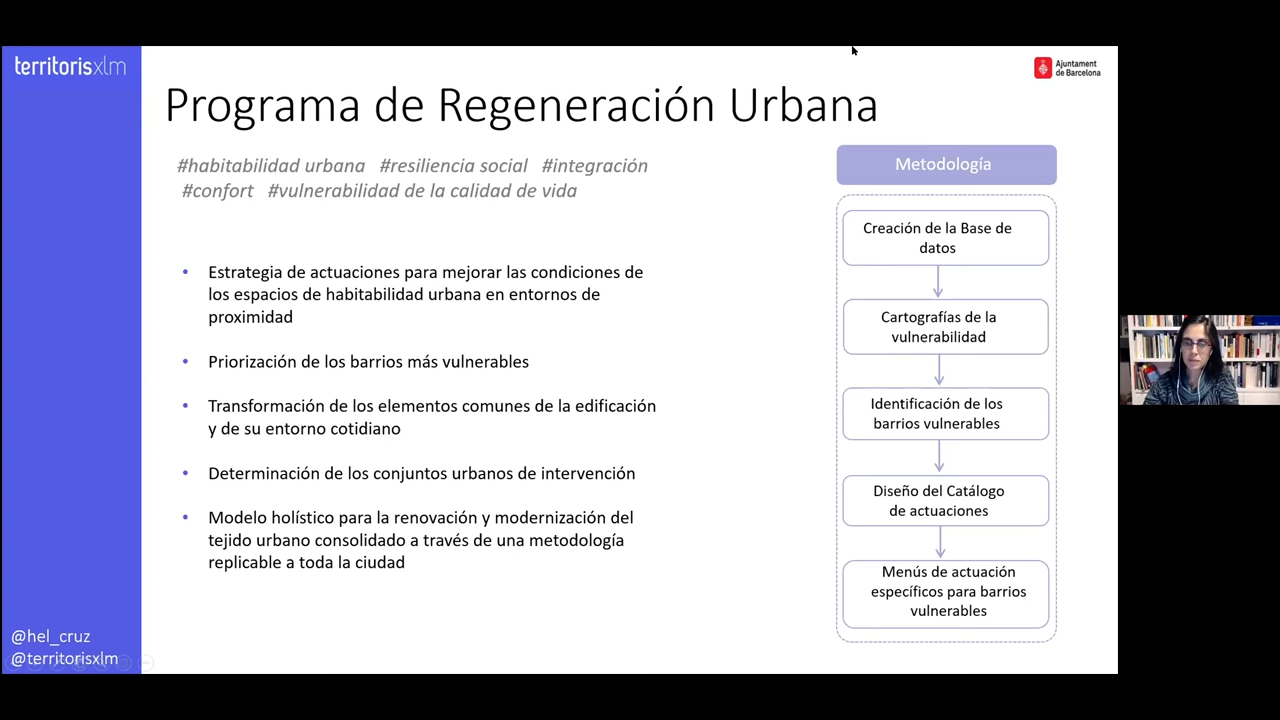 territorisxlm
Ajuntament
de Barcelona
Programa de Regeneración Urbana
#habitabilidad urbana #resiliencia social #integración
#confort #vulnerabilidad de la calidad de vida
• Estrategia de actuaciones para mejorar las condiciones de
los espacios de habitabilidad urbana en entornos de
proximidad
• Priorización de los barrios más vulnerables
• Transformación de los elementos comunes de la edificación
y de su entorno cotidiano
• Determinación de los conjuntos urbanos de intervención
• Modelo holístico para la renovación y modernización del
tejido urbano consolidado a través de una metodología
replicable a toda la ciudad
Metodología
Creación de la Base de
datos
Cartografías de la
vulnerabilidad
Identificación de los
barrios vulnerables
Diseño del Catálogo
de actuaciones
Menús de actuación
específicos para barrios
vulnerables
@hel_cruz
@territorisxlm